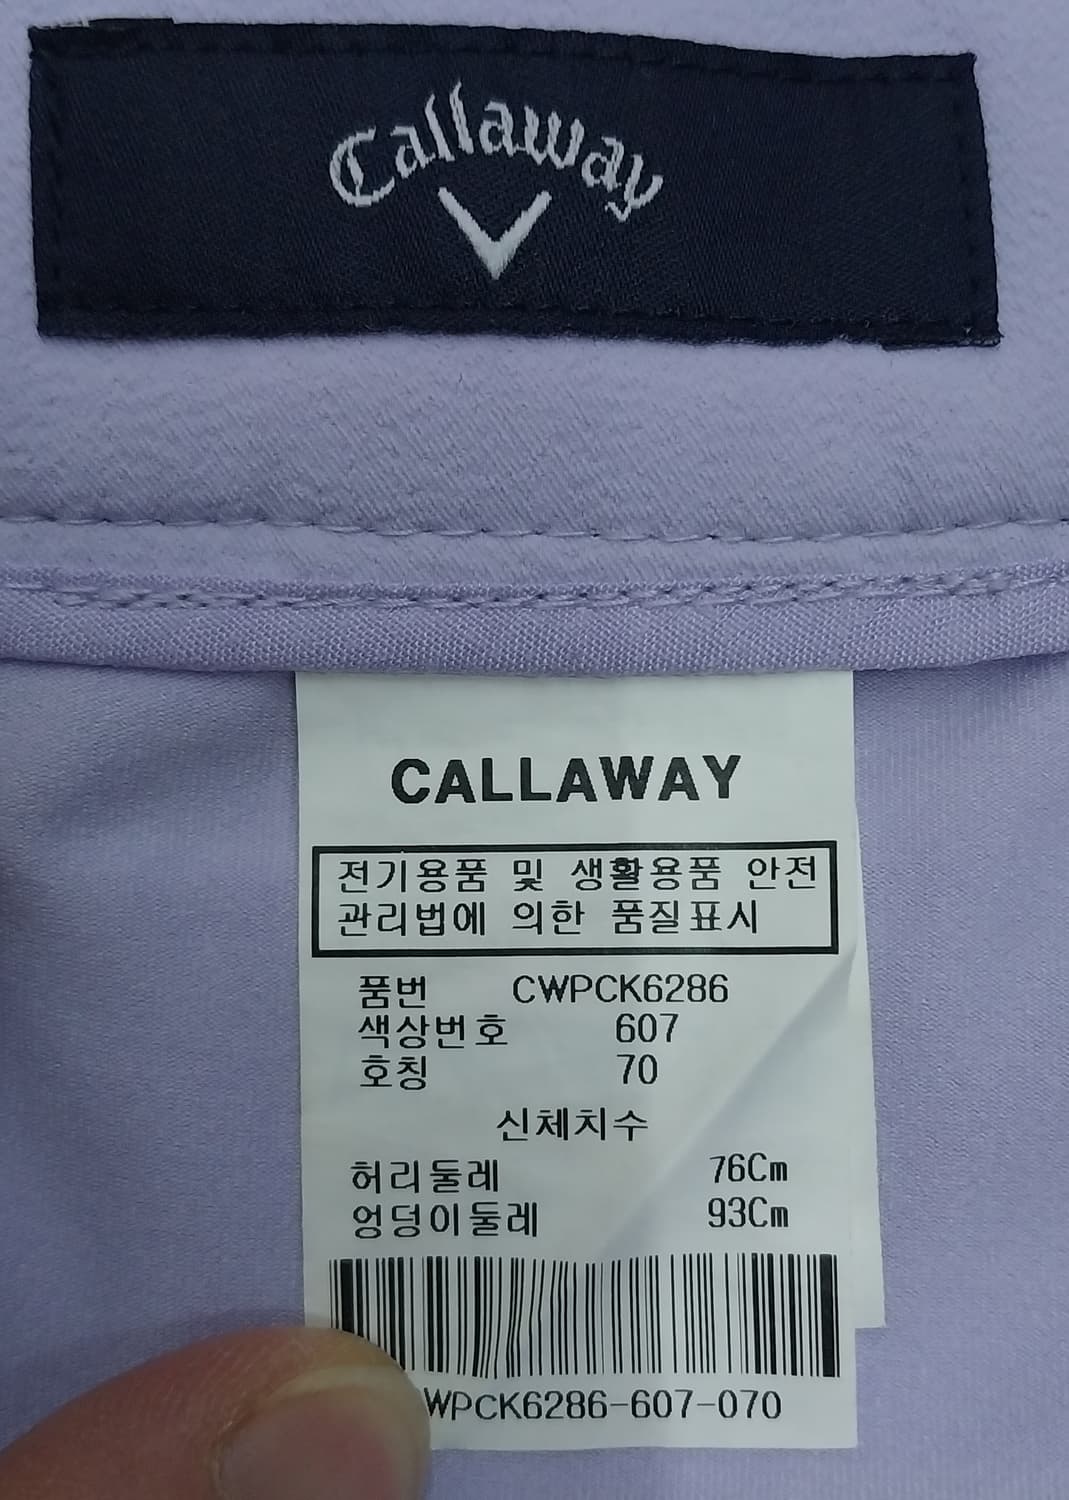 Callaway
CALLAWAY
전기용품 및 생활용품 안전
관리법에 의한 품질표시
품번 CWPCK6286
색상번호 607
호칭 70
신체치수
허리둘레 76Cm
엉덩이둘레 93Cm
WPCK6286-607-070